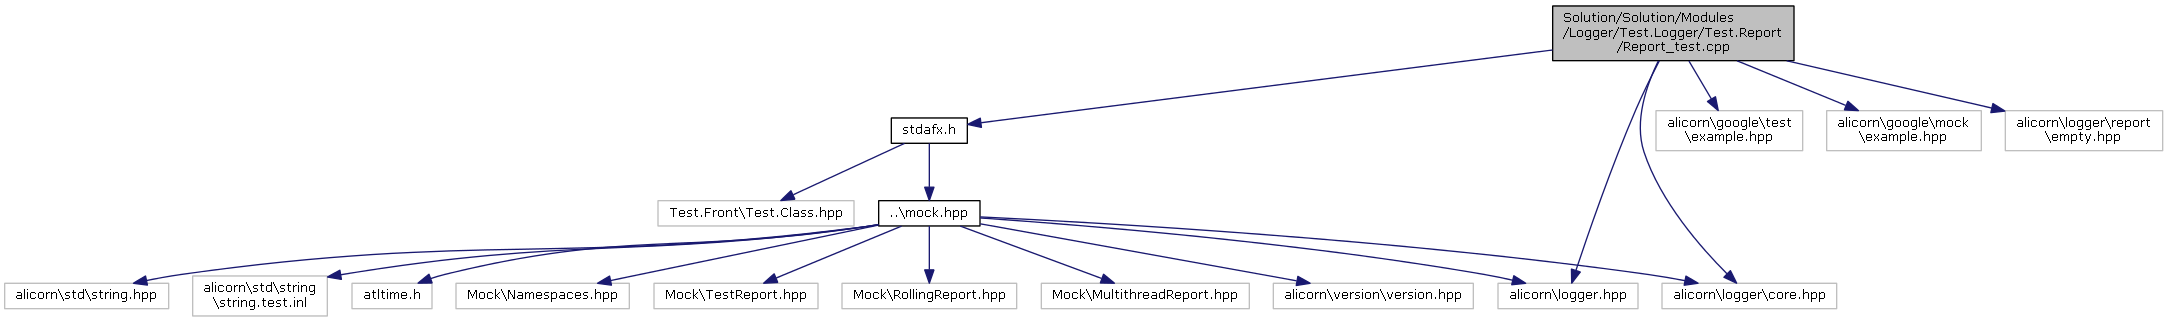 Solution/Solution/Modules
/Logger/Test.Logger/Test.Report
/Report_test.cpp
stdafx.h
alicorn\google\test
\example.hpp
alicorn\google\mock
\example.hpp
alicorn\logger\report
\empty.hpp
Test.Front\Test.Class.hpp
..\mock.hpp
alicorn\std\string.hpp
alicorn\std\string
\string.test.inl
atltime.h
Mock\Namespaces.hpp
Mock\TestReport.hpp
Mock\RollingReport.hpp
Mock\MultithreadReport.hpp
alicorn\version\version.hpp
alicorn\logger.hpp
alicorn\logger\core.hpp